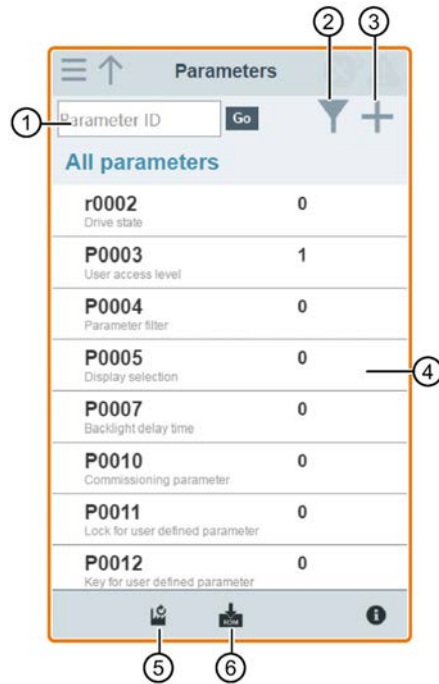 ② ③
Parameters
① Parameter ID Go
All parameters
r0002 0
Drive state
P0003 1
User access level
P0004 0
Parameter filter
P0005 0
Display selection
④
P0007 0
Backlight delay time
P0010 0
Commissioning parameter
P0011 0
Lock for user defined parameter
P0012 0
Key for user defined parameter
ROM
⑤ ⑥